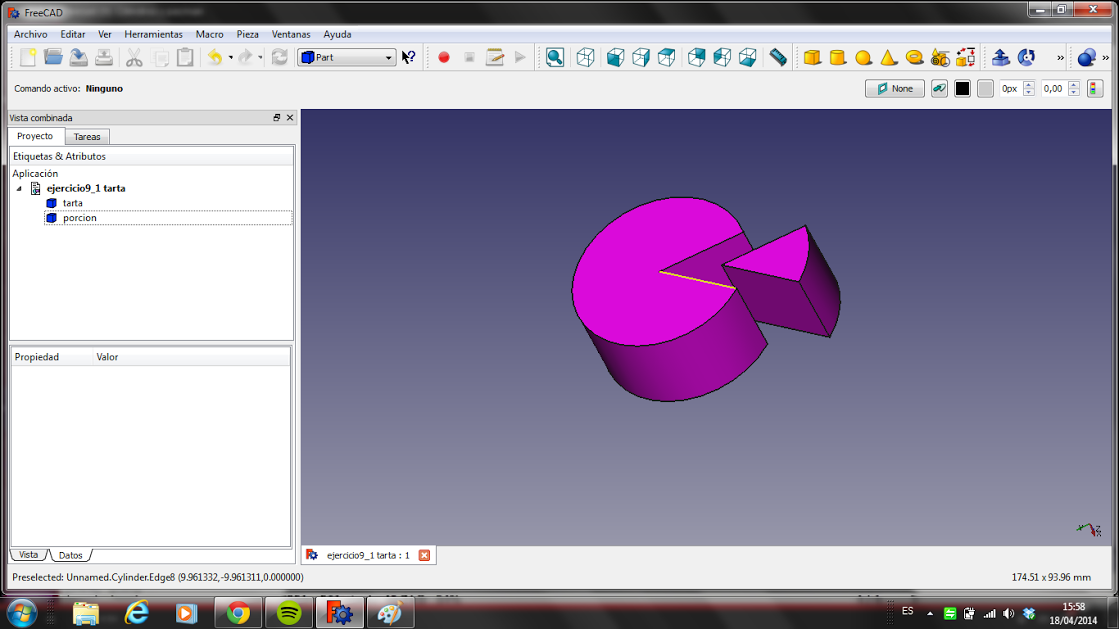 FreeCAD
Archivo Editar Ver Herramientas Macro Pieza Ventanas Ayuda
Part
Comando activo: Ninguno
None
0px
0,00
Vista combinada
Proyecto Tareas
Etiquetas & Atributos
Aplicación
ejercicio9_1 tarta
tarta
porcion
Propiedad Valor
Vista Datos
ejercicio9_1 tarta : 1
Preselected: Unnamed.Cylinder.Edge8 (9.961332,-9.961311,0.000000)
174.51 x 93.96 mm
ES
15:58
18/04/2014